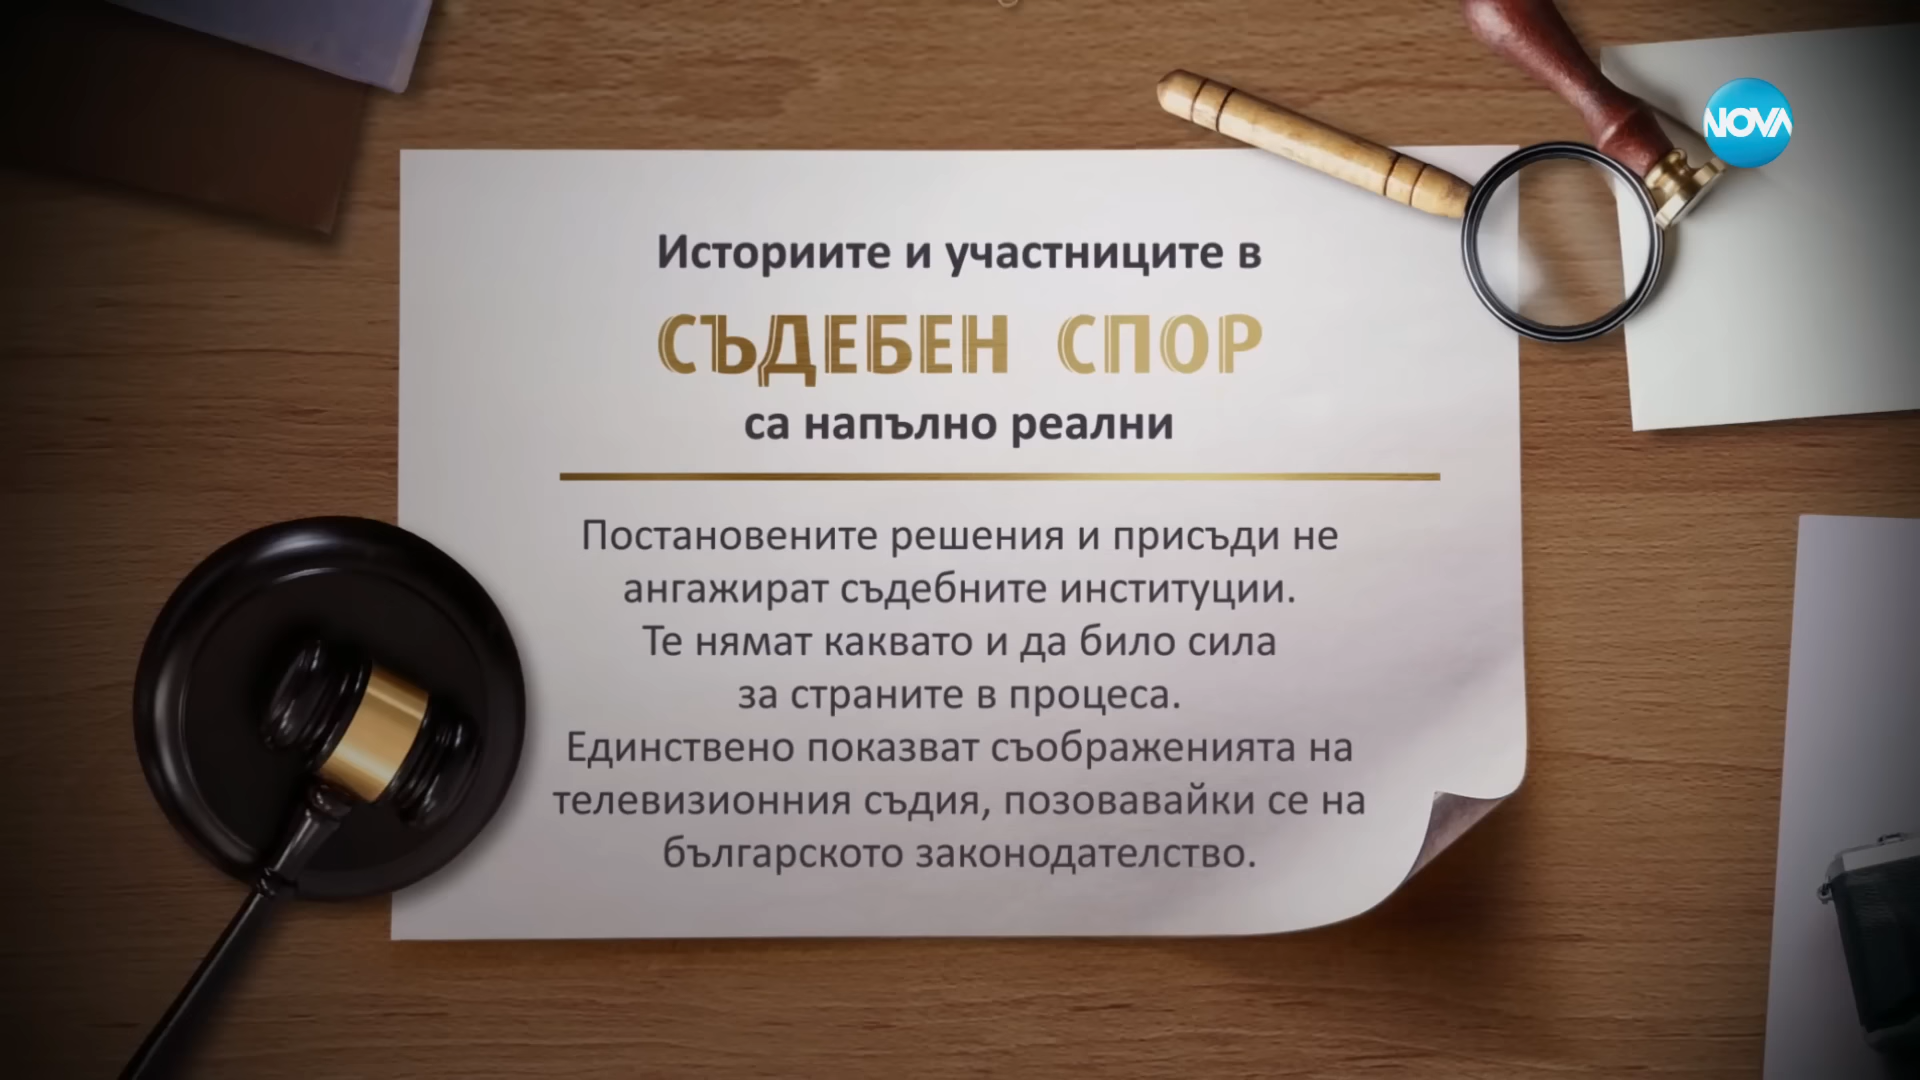 NOVA
Историите и участниците в
СЪДЕБЕН СПОР
са напълно реални
Постановените решения и присъди не
ангажират съдебните институции.
Те нямат каквато и да било сила
за страните в процеса.
Единствено показват съображенията на
телевизионния съдия, позовавайки се на
българското законодателство.